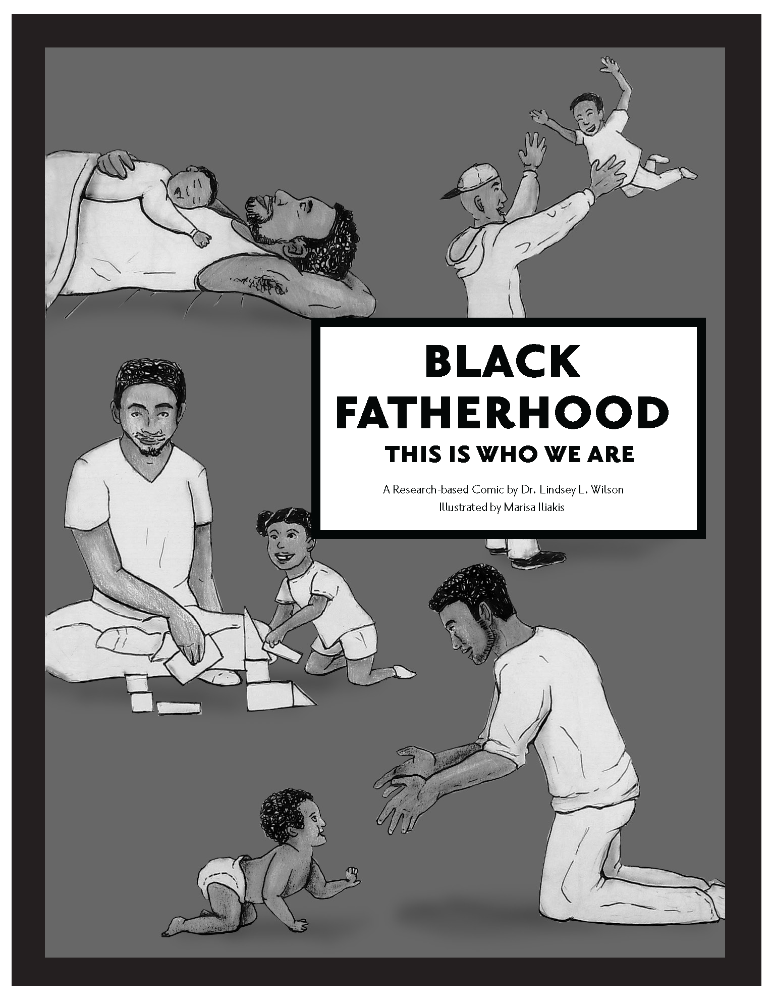 BLACK
FATHERHOOD
THIS IS WHO WE ARE
A Research-based Comic by Dr. Lindsey L. Wilson
Illustrated by Marisa Iliakis